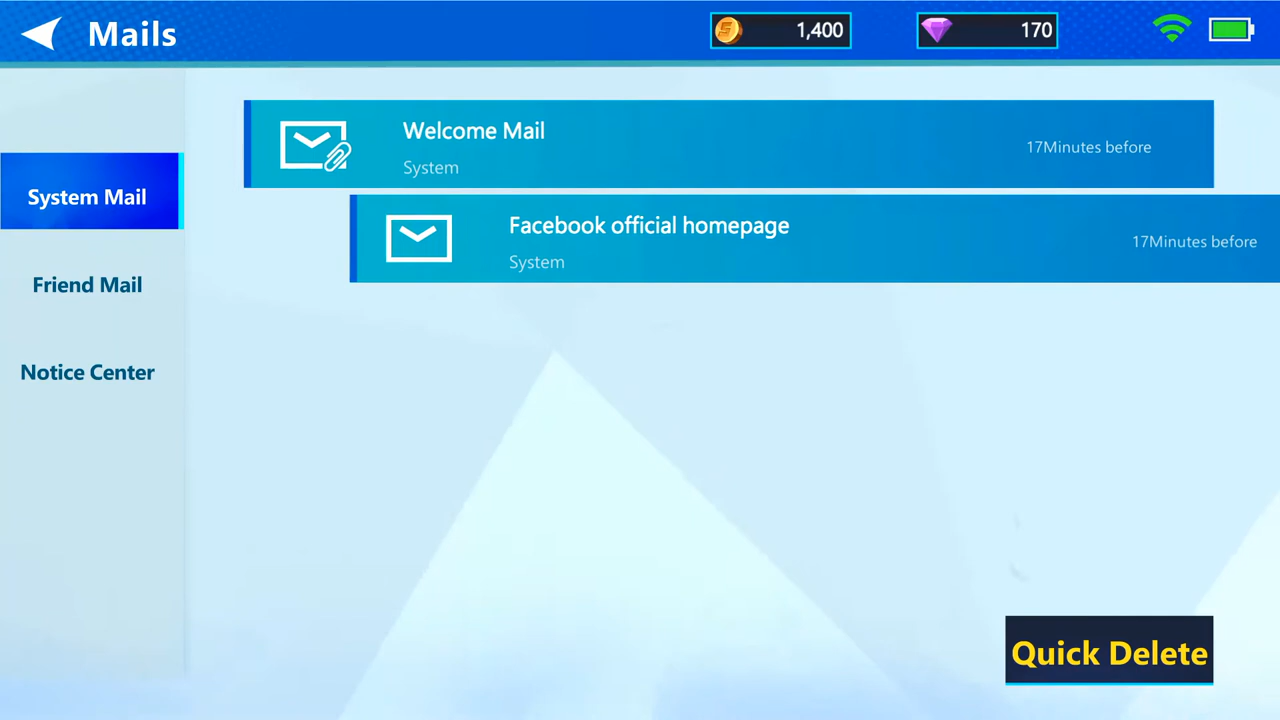 Mails
1,400
170
System Mail
Friend Mail
Notice Center
Welcome Mail
System
17Minutes before
Facebook official homepage
System
17Minutes before
Quick Delete